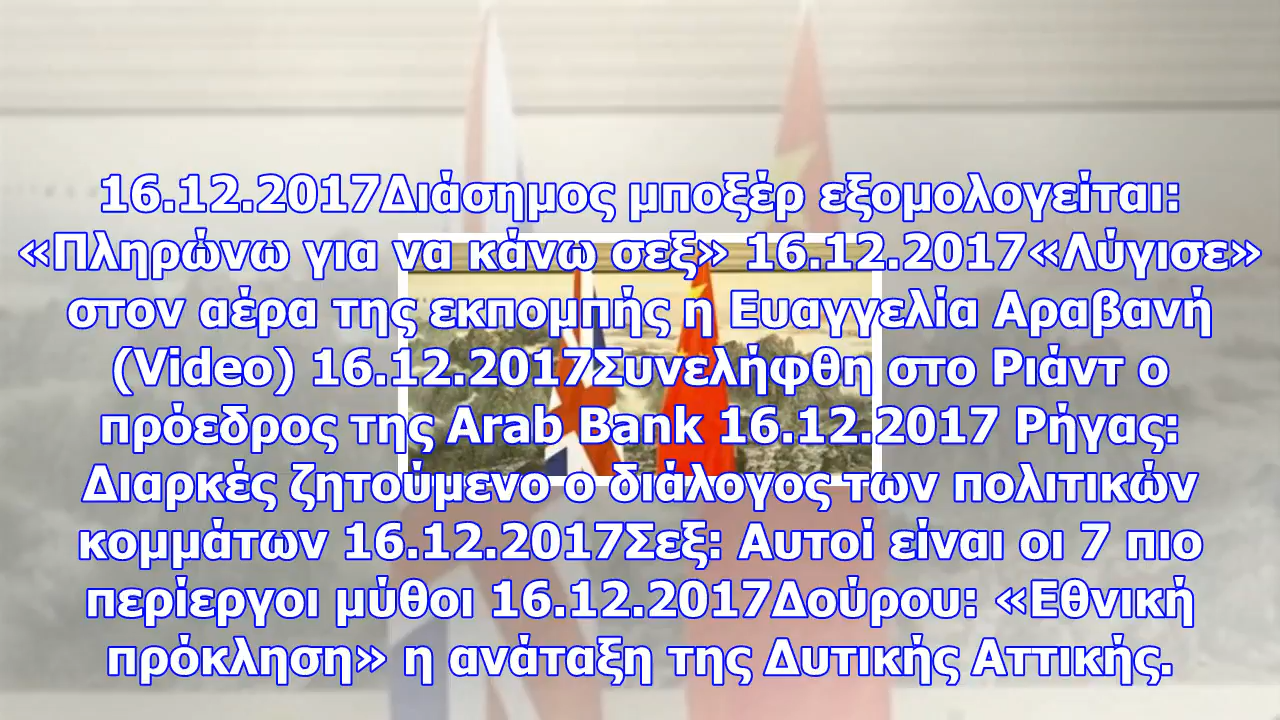 16.12.2017Διάσημος μποξέρ εξομολογείται:
«Πληρώνω για να κάνω σεξ» 16.12.2017«Λύγισε»
στον αέρα της εκπομπής η Ευαγγελία Αραβανή
(Video) 16.12.2017Συνελήφθη στο Ριάντ ο
πρόεδρος της Arab Bank 16.12.2017 Ρήγας:
Διαρκές ζητούμενο ο διάλογος των πολιτικών
κομμάτων 16.12.2017Σεξ: Αυτοί είναι οι 7 πιο
περίεργοι μύθοι 16.12.2017Δούρου: «Εθνική
πρόκληση» η ανάταξη της Δυτικής Αττικής.